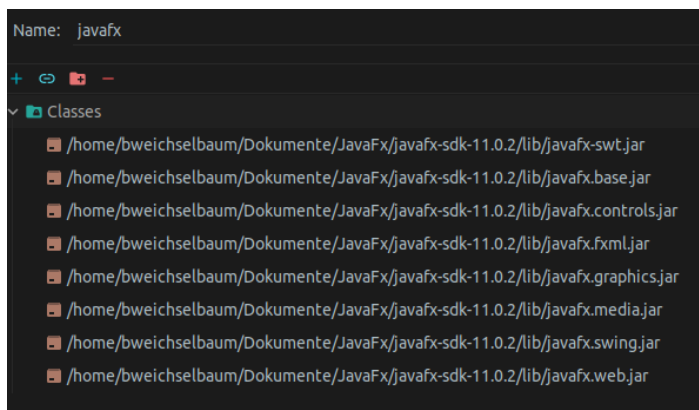 Name: javafx
Classes
/home/bweichselbaum/Dokumente/JavaFx/javafx-sdk-11.0.2/lib/javafx-swt.jar
/home/bweichselbaum/Dokumente/JavaFx/javafx-sdk-11.0.2/lib/javafx.base.jar
/home/bweichselbaum/Dokumente/JavaFx/javafx-sdk-11.0.2/lib/javafx.controls.jar
/home/bweichselbaum/Dokumente/JavaFx/javafx-sdk-11.0.2/lib/javafx.fxml.jar
/home/bweichselbaum/Dokumente/JavaFx/javafx-sdk-11.0.2/lib/javafx.graphics.jar
/home/bweichselbaum/Dokumente/JavaFx/javafx-sdk-11.0.2/lib/javafx.media.jar
/home/bweichselbaum/Dokumente/JavaFx/javafx-sdk-11.0.2/lib/javafx.swing.jar
/home/bweichselbaum/Dokumente/JavaFx/javafx-sdk-11.0.2/lib/javafx.web.jar